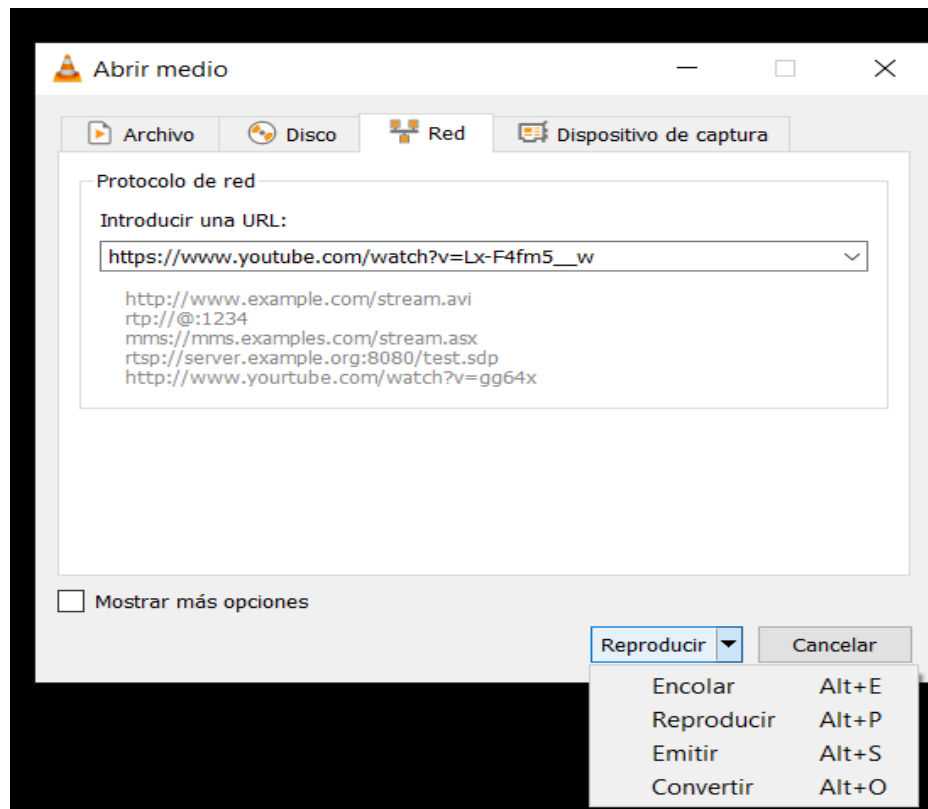 Abrir medio
Archivo Disco Red Dispositivo de captura
Protocolo de red
Introducir una URL:
https://www.youtube.com/watch?v=Lx-F4fm5__w
http://www.example.com/stream.avi
rtp://@:1234
mms://mms.examples.com/stream.asx
rtsp://server.example.org:8080/test.sdp
http://www.yourtube.com/watch?v=gg64x
Mostrar más opciones
Reproducir Cancelar
Encolar Alt+E
Reproducir Alt+P
Emitir Alt+S
Convertir Alt+O